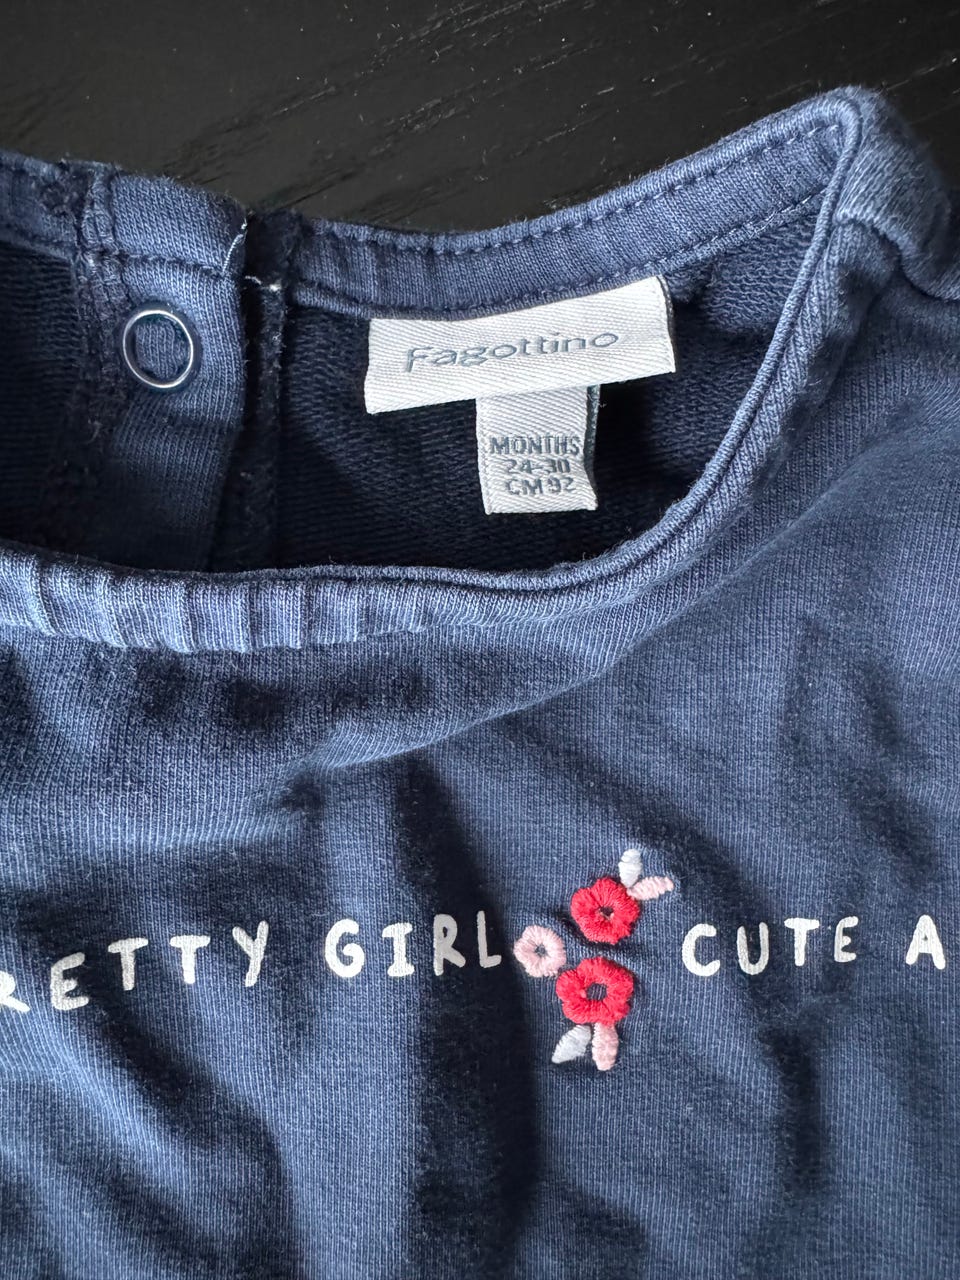 Fagottino
MONTHS
24-30
CM 92
RETTY GIRL CUTE A